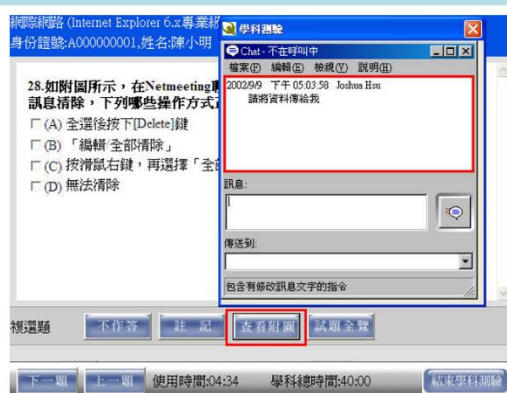 網際網路 (Internet Explorer 6.x專業級
身份證號:A000000001,姓名:陳小明
學科測驗
Chat - 不在呼叫中
檔案(F) 編輯(E) 檢視(V) 說明(H)
2002/9/9 下午 05:03:58 Joshua Hsu
請將資料傳給我
28.如附圖所示,在Netmeeting
訊息清除,下列哪些操作方式
(A) 全選後按下[Delete]鍵
(B) 「編輯/全部清除」
(C) 按滑鼠右鍵,再選擇「全
(D) 無法清除
訊息:
傳送到:
包含有修改訊息文字的指令
複選題
不作答
註 記
查看附圖
試題全覽
下一題
上一題
使用時間:04:34
學科總時間:40:00
結束學科測驗